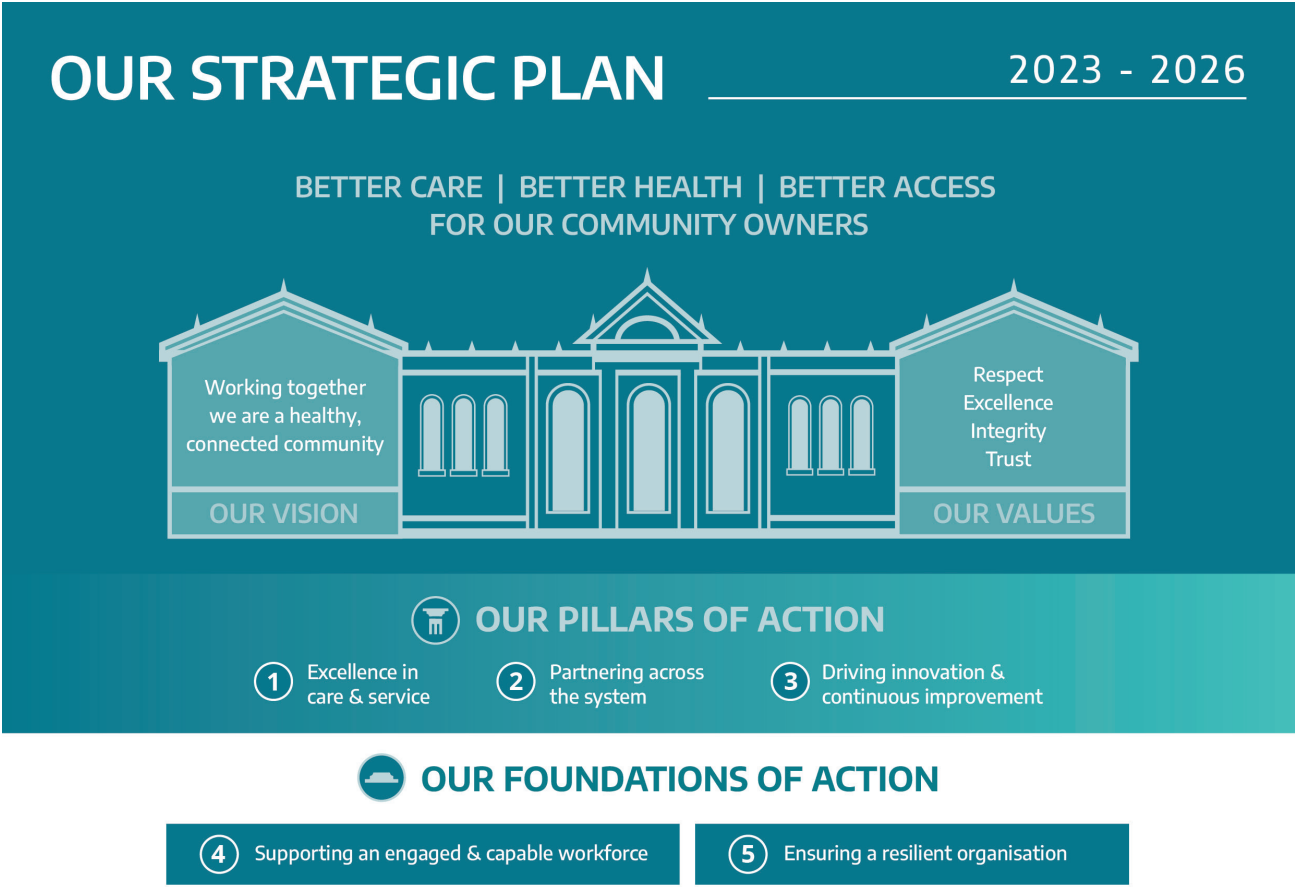 OUR STRATEGIC PLAN
2023 - 2026
BETTER CARE | BETTER HEALTH | BETTER ACCESS
FOR OUR COMMUNITY OWNERS
Working together
we are a healthy,
connected community
OUR VISION
Respect
Excellence
Integrity
Trust
OUR VALUES
OUR PILLARS OF ACTION
1 Excellence in
care & service
2 Partnering across
the system
3 Driving innovation &
continuous improvement
OUR FOUNDATIONS OF ACTION
4 Supporting an engaged & capable workforce
5 Ensuring a resilient organisation